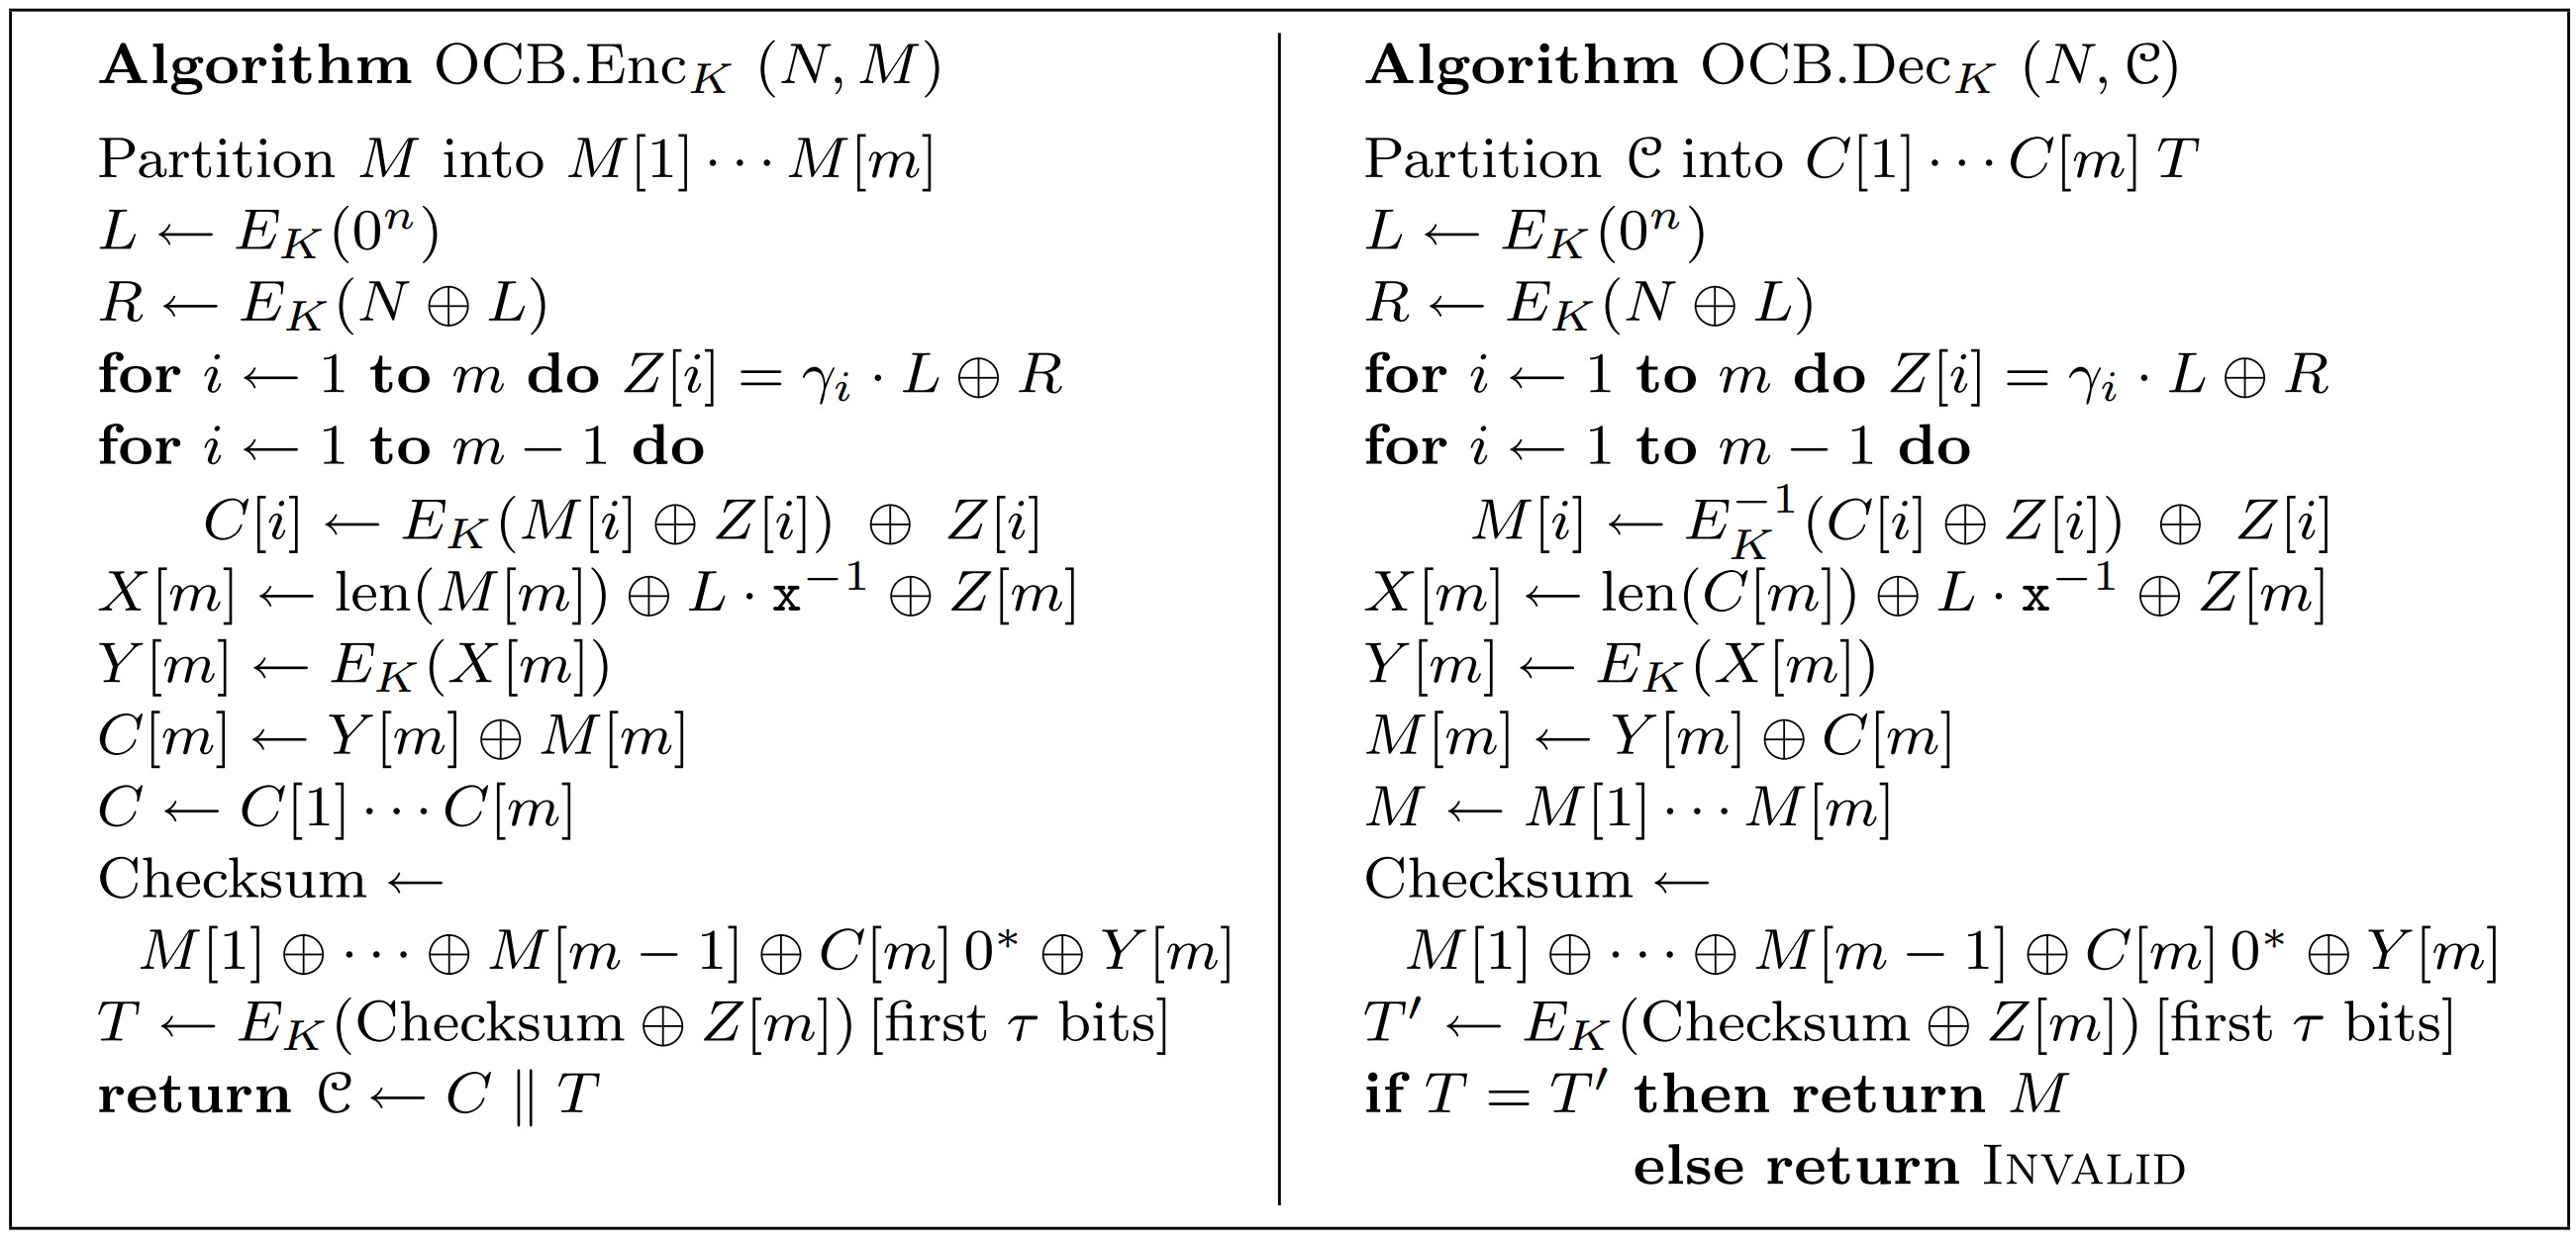 Algorithm OCB.Enc_K (N, M)
Partition M into M[1] ··· M[m]
L ← E_K(0ⁿ)
R ← E_K(N ⊕ L)
for i ← 1 to m do Z[i] = γ_i · L ⊕ R
for i ← 1 to m − 1 do
C[i] ← E_K(M[i] ⊕ Z[i]) ⊕ Z[i]
X[m] ← len(M[m]) ⊕ L · x⁻¹ ⊕ Z[m]
Y[m] ← E_K(X[m])
C[m] ← Y[m] ⊕ M[m]
C ← C[1] ··· C[m]
Checksum ←
M[1] ⊕ ··· ⊕ M[m − 1] ⊕ C[m] 0* ⊕ Y[m]
T ← E_K(Checksum ⊕ Z[m]) [first τ bits]
return 𝒞 ← C ∥ T
Algorithm OCB.Dec_K (N, 𝒞)
Partition 𝒞 into C[1] ··· C[m] T
L ← E_K(0ⁿ)
R ← E_K(N ⊕ L)
for i ← 1 to m do Z[i] = γ_i · L ⊕ R
for i ← 1 to m − 1 do
M[i] ← E_K⁻¹(C[i] ⊕ Z[i]) ⊕ Z[i]
X[m] ← len(C[m]) ⊕ L · x⁻¹ ⊕ Z[m]
Y[m] ← E_K(X[m])
M[m] ← Y[m] ⊕ C[m]
M ← M[1] ··· M[m]
Checksum ←
M[1] ⊕ ··· ⊕ M[m − 1] ⊕ C[m] 0* ⊕ Y[m]
T′ ← E_K(Checksum ⊕ Z[m]) [first τ bits]
if T = T′ then return M
else return INVALID